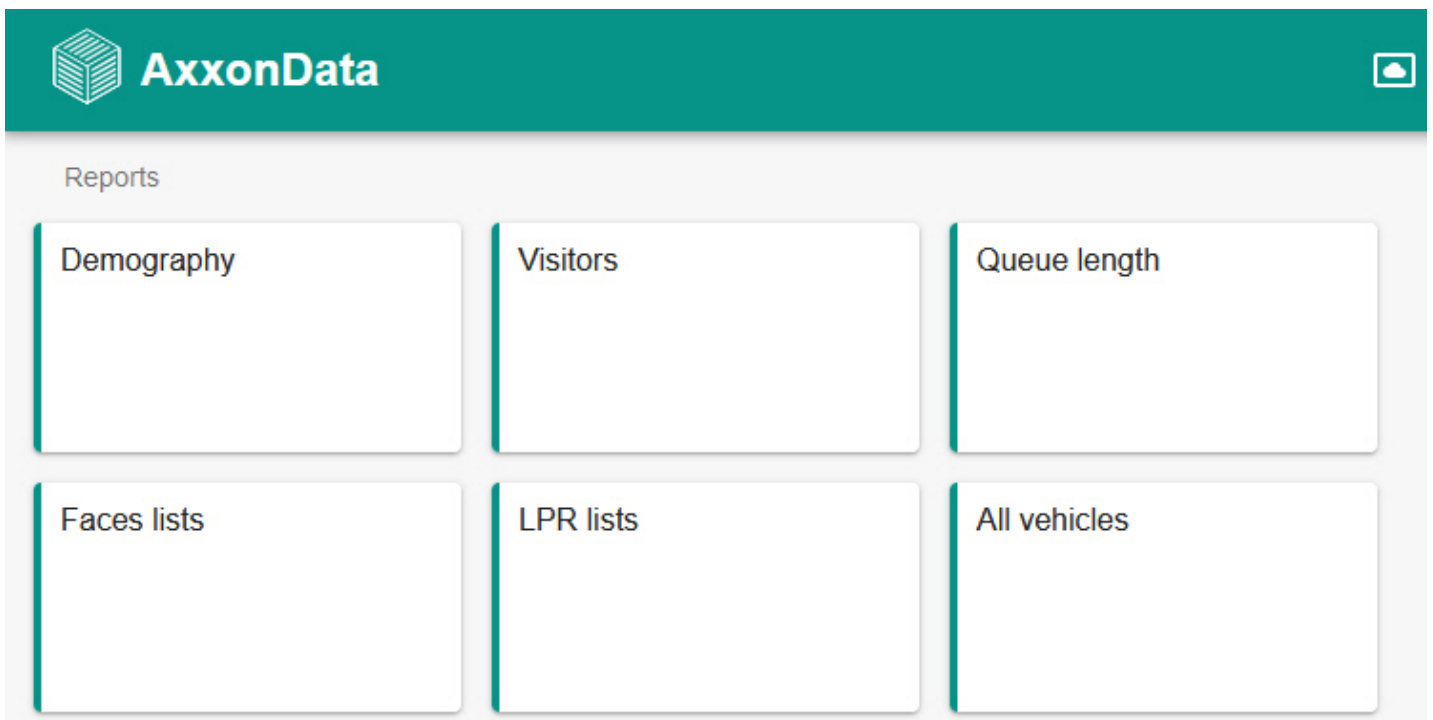 AxxonData
Reports
Demography
Visitors
Queue length
Faces lists
LPR lists
All vehicles